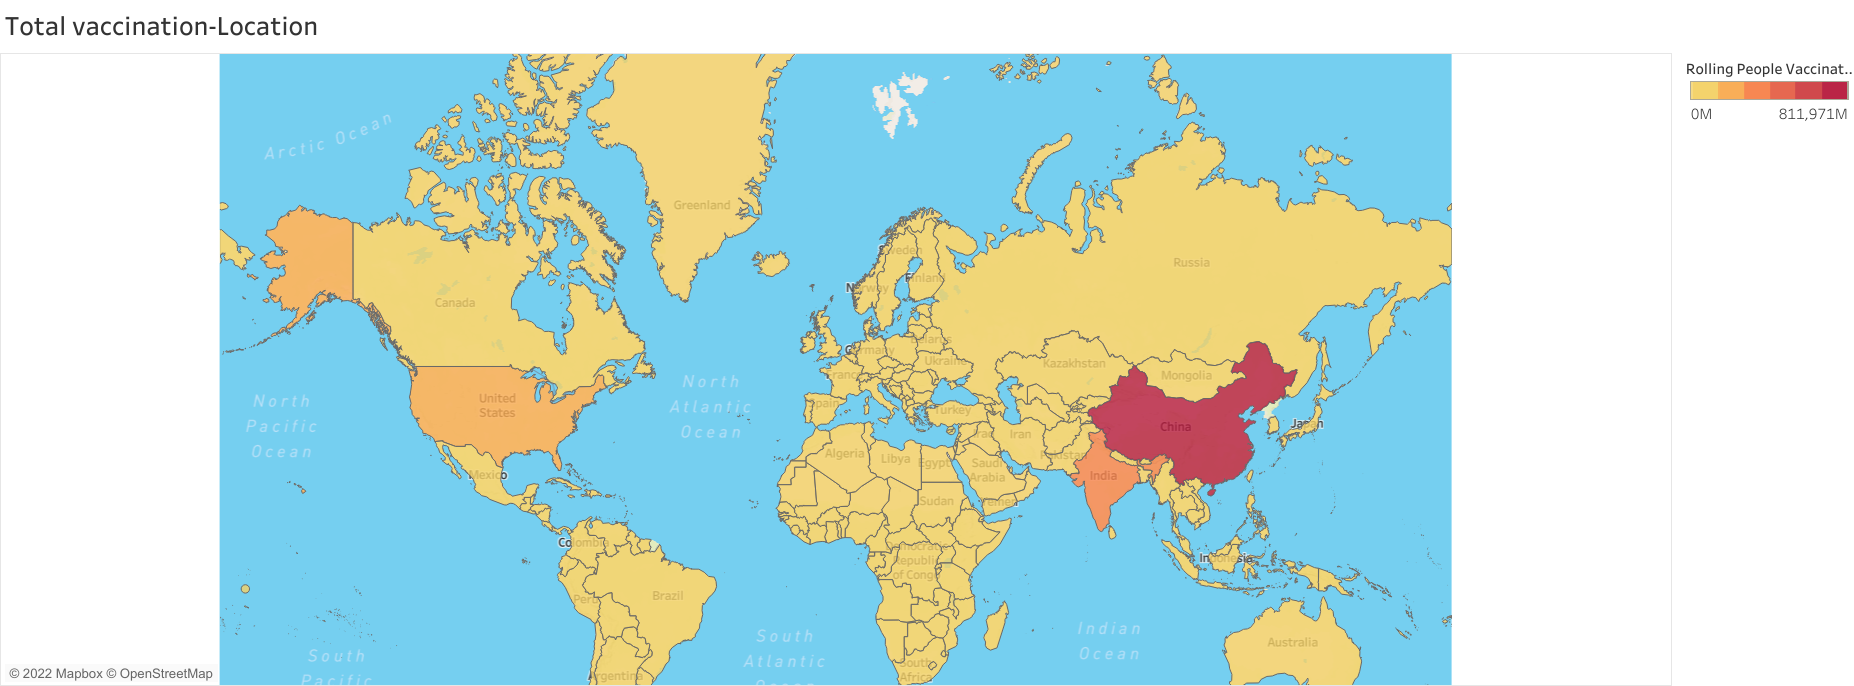 Total vaccination-Location
Rolling People Vaccinat..
0M
811,971M
Arctic Ocean
Greenland
Sweden
Russia
Finland
Norway
Canada
Belarus
Germany
Ukraine
Kazakhstan
France
Mongolia
North
Atlantic
Ocean
United
States
North
Pacific
Ocean
Spain
Turkey
Japan
China
Iraq
Iran
Algeria
Libya
Egypt
Pakistan
Saudi
Arabia
Mexico
India
Sudan
Yemen
Colombia
Democratic
Republic
of Congo
Indonesia
Peru
Brazil
Indian
Ocean
South
Atlantic
Australia
South
Pacific
South
Africa
Argentina
© 2022 Mapbox © OpenStreetMap